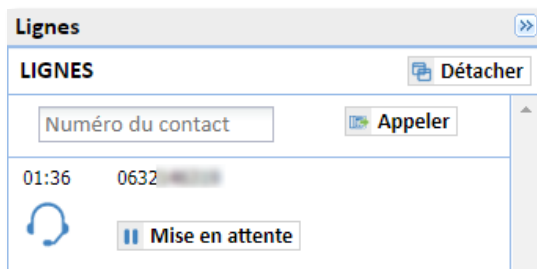 Lignes
LIGNES
Détacher
Numéro du contact
Appeler
01:36 0632
Mise en attente